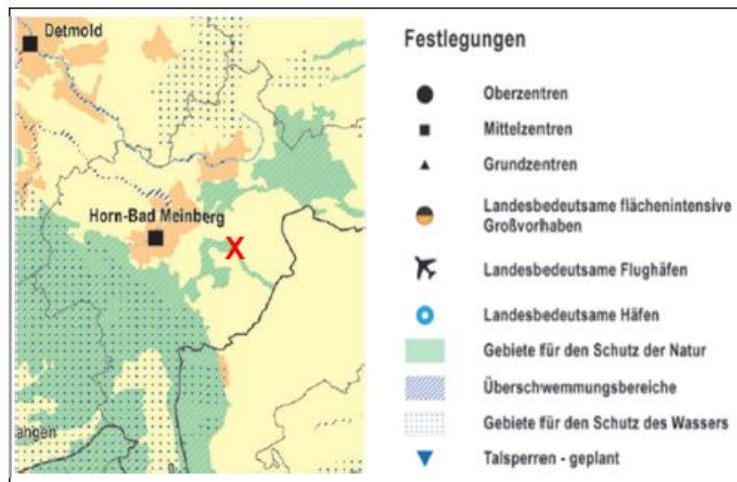 Detmold
Horn-Bad Meinberg
X
angen
Festlegungen
Oberzentren
Mittelzentren
Grundzentren
Landesbedeutsame flächenintensive
Großvorhaben
Landesbedeutsame Flughäfen
Landesbedeutsame Häfen
Gebiete für den Schutz der Natur
Überschwemmungsbereiche
Gebiete für den Schutz des Wassers
Talsperren - geplant